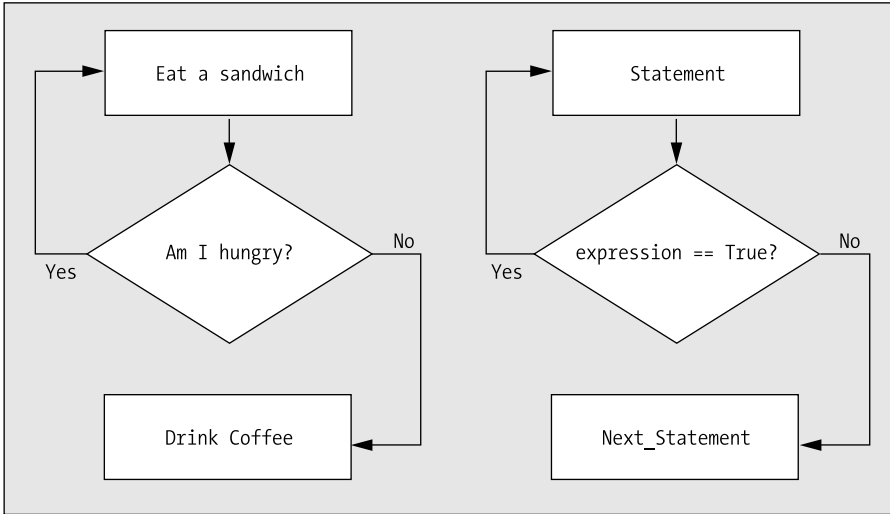 Eat a sandwich
Am I hungry?
Yes
No
Drink Coffee
Statement
expression == True?
Yes
No
Next_Statement